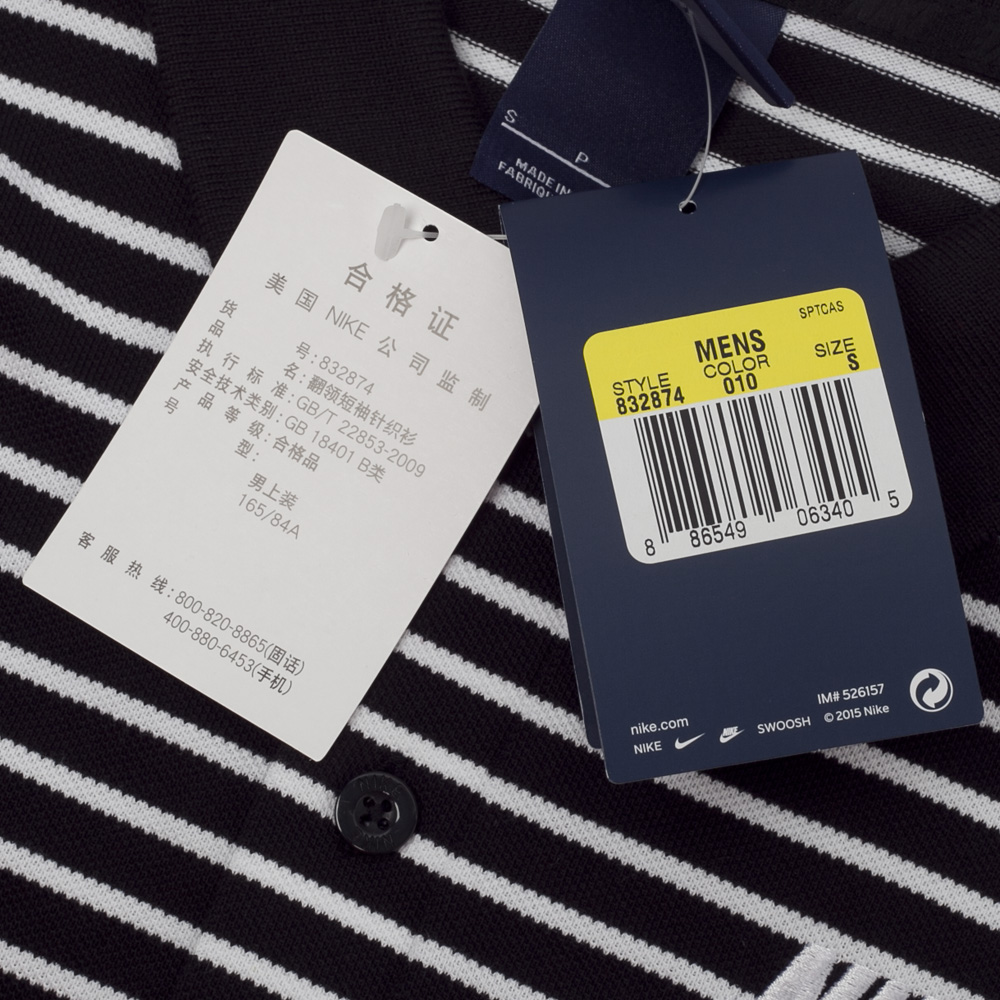 S
P
MADE IN
合格证
美国 NIKE 公司监制
货号:832874
品名:翻领短袖针织衫
执行标准:GB/T 22853-2009
安全技术类别:GB 18401 B类
产品等级:合格品
号型:
男上装
165/84A
客服热线:800-820-8865(固话)
400-880-6453(手机)
SPTCAS
MENS
STYLE COLOR SIZE
832874 010 S
8 86549 06340 5
IM# 526157
nike.com
NIKE SWOOSH © 2015 Nike